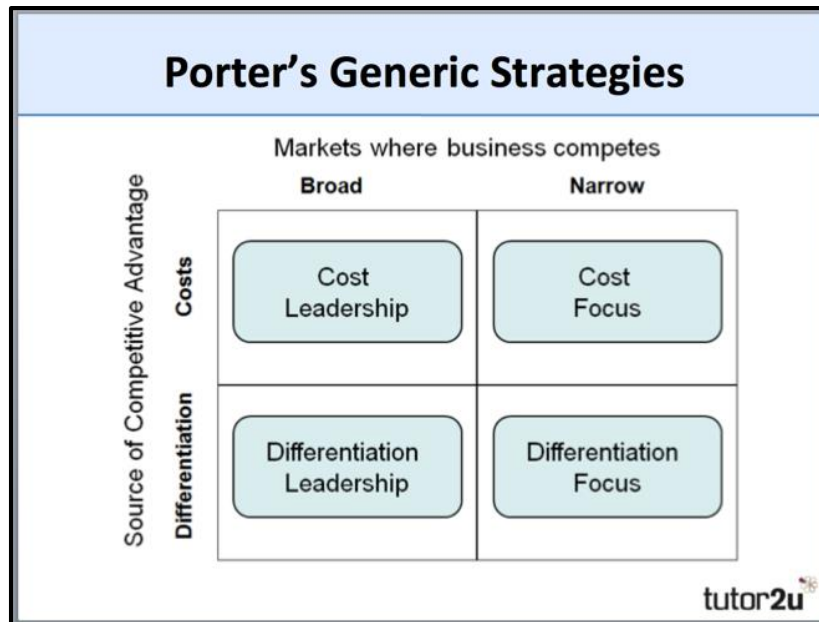 Porter's Generic Strategies
Markets where business competes
Broad
Narrow
Source of Competitive Advantage
Costs
Cost
Leadership
Cost
Focus
Differentiation
Differentiation
Leadership
Differentiation
Focus
tutor2u